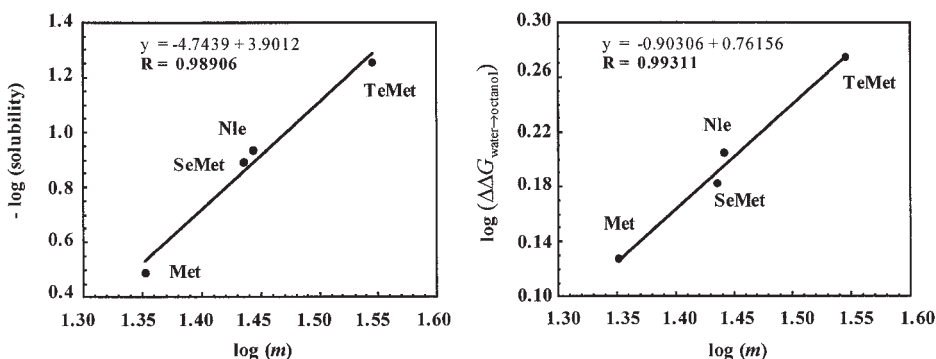 y = -4.7439 + 3.9012
R = 0.98906
TeMet
Nle
SeMet
Met
- log (solubility)
1.4
1.2
1.0
0.8
0.6
0.4
1.30 1.35 1.40 1.45 1.50 1.55 1.60
log (m)
y = -0.90306 + 0.76156
R = 0.99311
TeMet
Nle
SeMet
Met
log (ΔΔG water→octanol)
0.29
0.26
0.21
0.18
0.13
0.10
1.30 1.35 1.40 1.45 1.50 1.55 1.60
log (m)